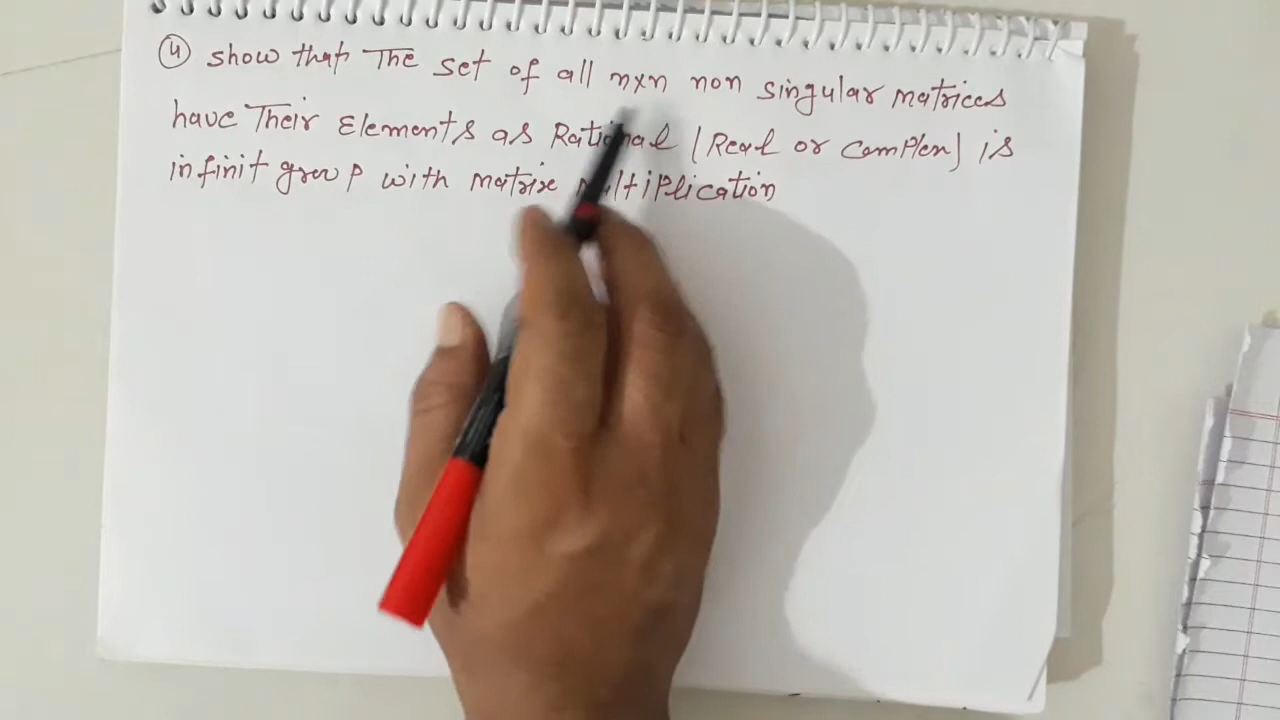 (4) show that The set of all nxn non singular matrices
have Their Elements as Rational (Real or complex) is
infinit group with matrix multiplication